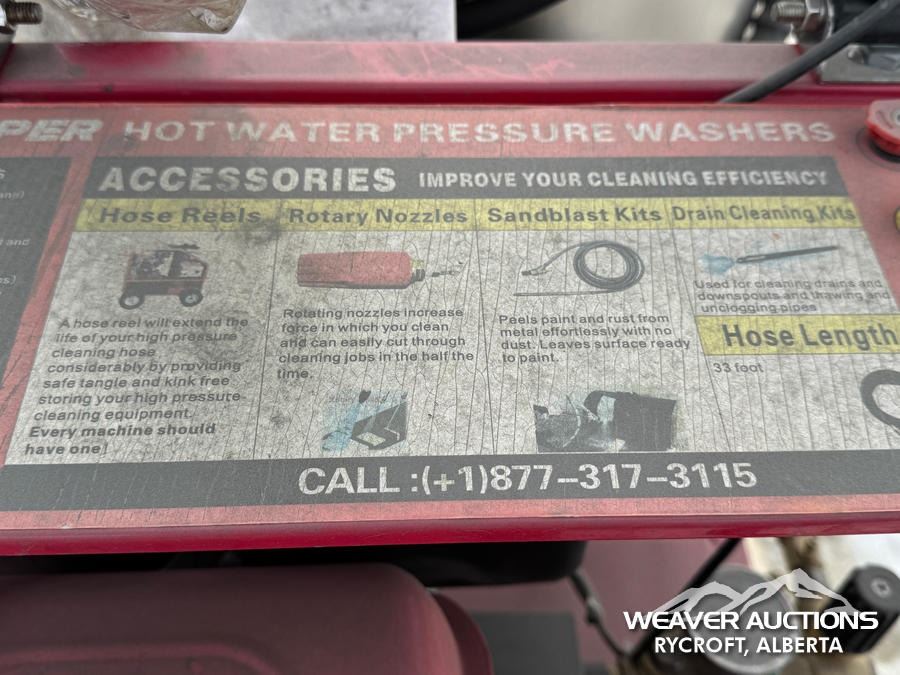 PER HOT WATER PRESSURE WASHERS
ACCESSORIES IMPROVE YOUR CLEANING EFFICIENCY
Hose Reels
A hose reel will extend the
life of your high pressure
cleaning hose
considerably by providing
safe tangle and kink free
storing your high pressute
cleaning equipment.
Every machine should
have one
Rotary Nozzles
Rotating nozzles increase
force in which you clean
and can easily cut through
cleaning jobs in the half the
time.
Sandblast Kits
Peels paint and rust from
metal effortlessly with no
dust. Leaves surface ready
to paint.
Drain Cleaning Kits
Used for cleaning drains and
downspouts and thawing and
unclogging pipes
Hose Length
33 foot
CALL :(+1)877--317--3115
WEAVER AUCTIONS
RYCROFT, ALBERTA